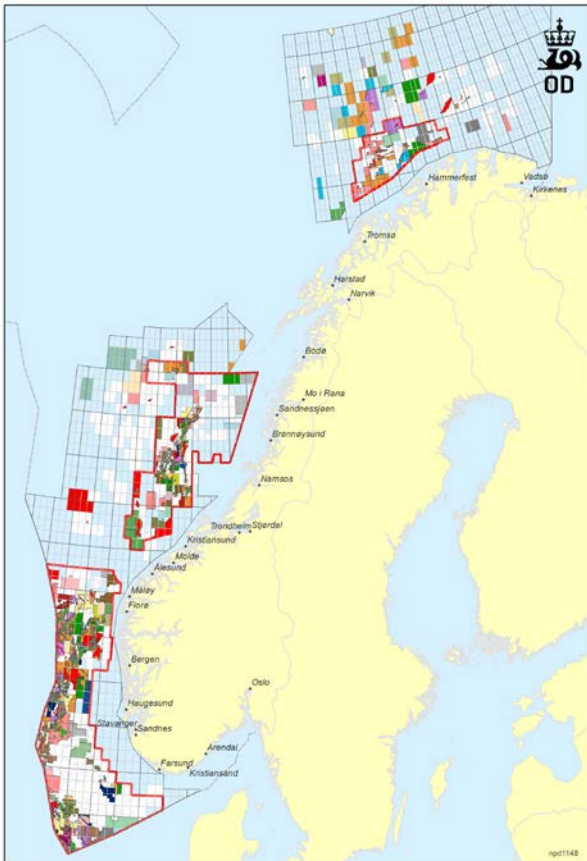 OD
Hammerfest
Vadsø
Kirkenes
Tromsø
Harstad
Narvik
Bodø
Mo i Rana
Sandnessjøen
Brønnøysund
Namsos
Trondheim
Stjørdal
Kristiansund
Molde
Ålesund
Måløy
Florø
Bergen
Oslo
Haugesund
Stavanger
Sandnes
Arendal
Farsund
Kristiansand
npd1148